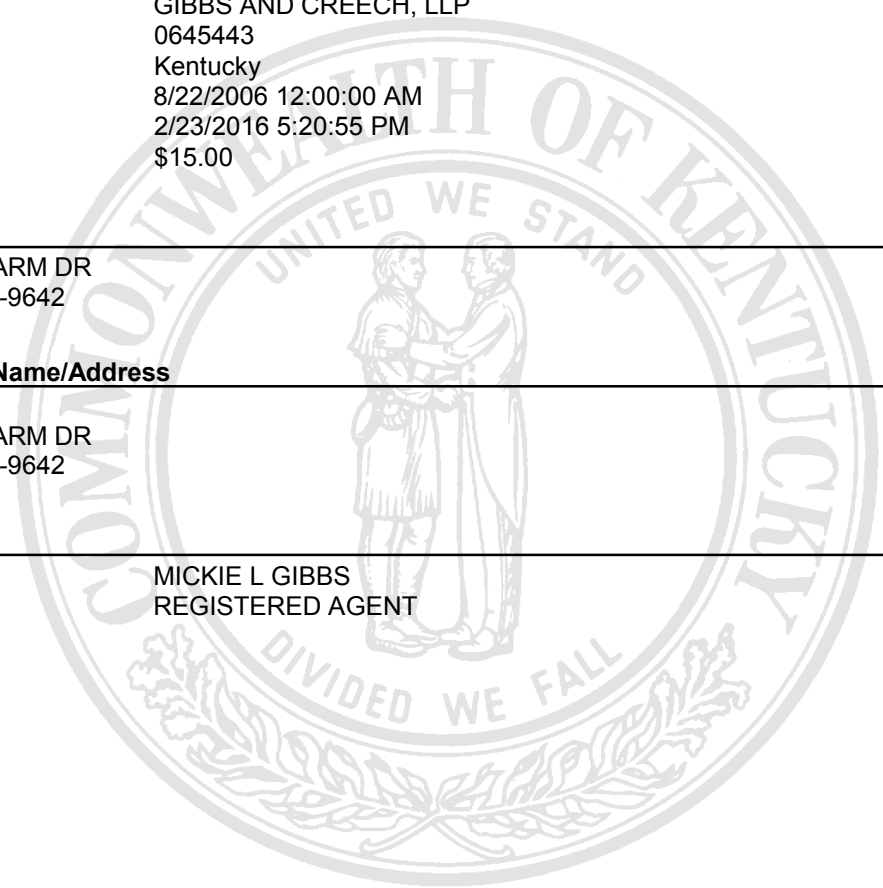 GIBBS AND CREECH, LLP
0645443
Kentucky
8/22/2006 12:00:00 AM
2/23/2016 5:20:55 PM
$15.00
ARM DR
-9642
Name/Address
ARM DR
-9642
MICKIE L GIBBS
REGISTERED AGENT
COMMONWEALTH OF KENTUCKY
UNITED WE STAND
DIVIDED WE FALL